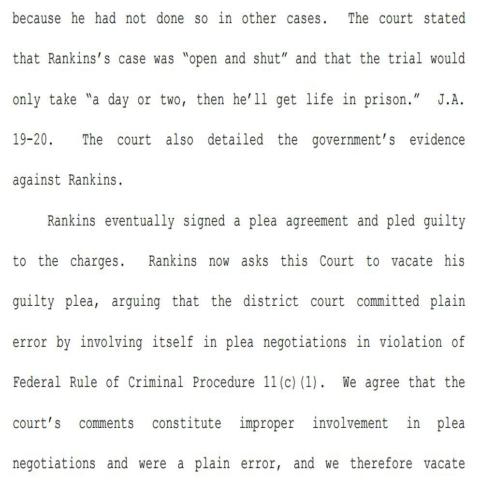 because he had not done so in other cases. The court stated
that Rankins's case was "open and shut" and that the trial would
only take "a day or two, then he'll get life in prison." J.A.
19-20. The court also detailed the government's evidence
against Rankins.
Rankins eventually signed a plea agreement and pled guilty
to the charges. Rankins now asks this Court to vacate his
guilty plea, arguing that the district court committed plain
error by involving itself in plea negotiations in violation of
Federal Rule of Criminal Procedure 11(c)(1). We agree that the
court's comments constitute improper involvement in plea
negotiations and were a plain error, and we therefore vacate